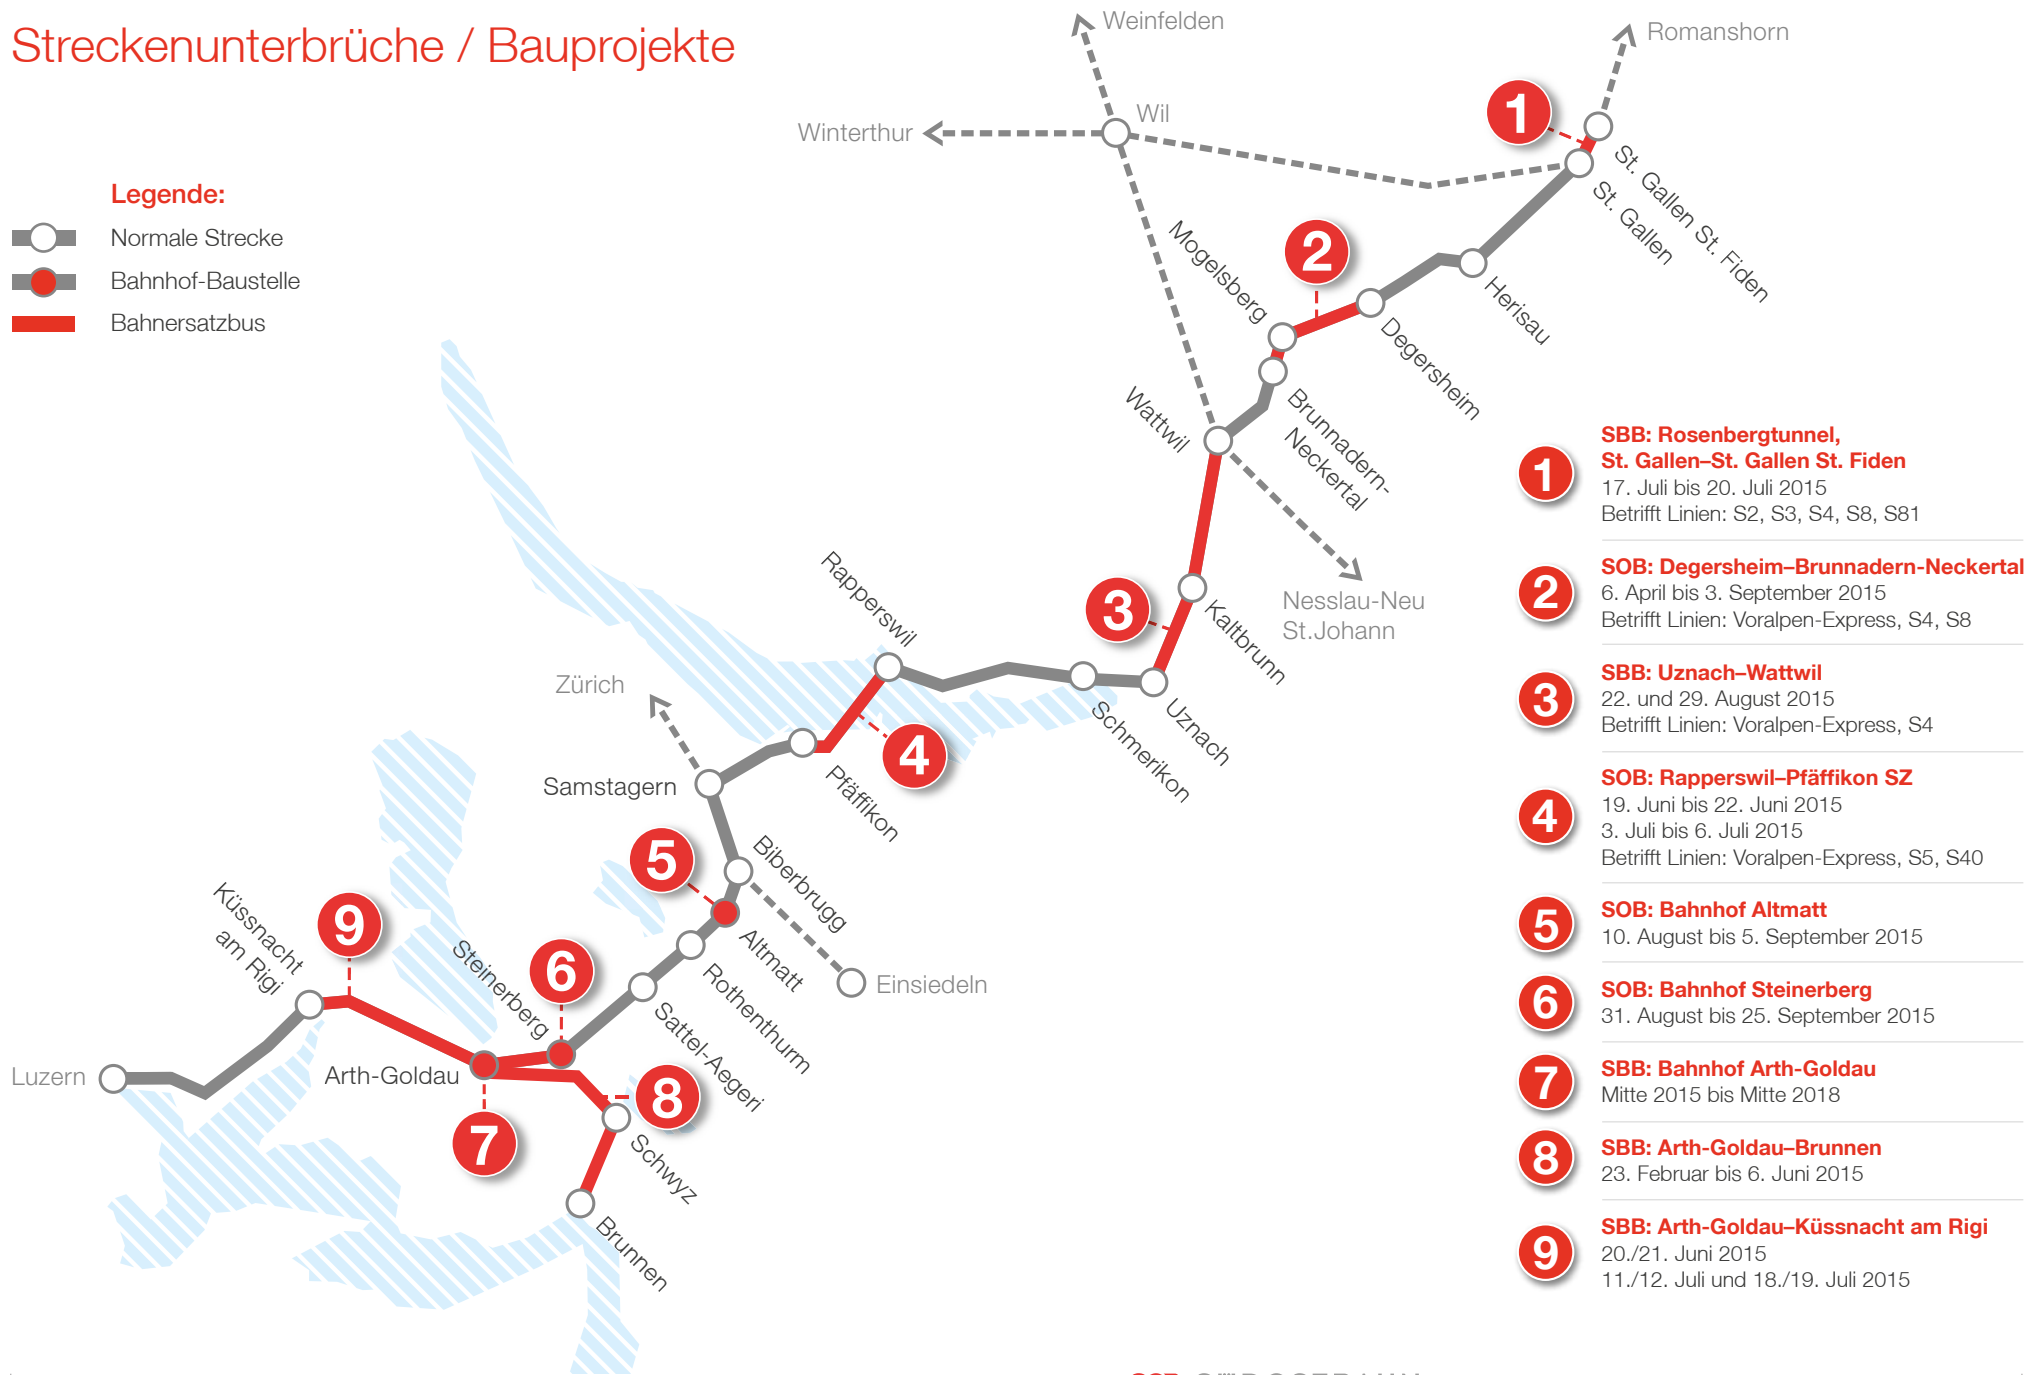 Streckenunterbrüche / Bauprojekte
Legende:
Normale Strecke
Bahnhof-Baustelle
Bahnersatzbus
Weinfelden
Romanshorn
Wil
Winterthur
1
St. Gallen St. Fiden
St. Gallen
2
Mogelsberg
Herisau
Degersheim
Wattwil
Brunnadern-
Neckertal
Rapperswil
3
Kaltbrunn
Nesslau-Neu
St.Johann
Zürich
Schmerikon
Uznach
4
Samstagern
Pfäffikon
5
Biberbrugg
Küssnacht
am Rigi
9
Steinerberg
6
Altmatt
Rothenthurm
Einsiedeln
Sattel-Aegeri
Luzern
Arth-Goldau
8
7
Schwyz
Brunnen
1
SBB: Rosenbergtunnel,
St. Gallen–St. Gallen St. Fiden
17. Juli bis 20. Juli 2015
Betrifft Linien: S2, S3, S4, S8, S81
2
SOB: Degersheim–Brunnadern-Neckertal
6. April bis 3. September 2015
Betrifft Linien: Voralpen-Express, S4, S8
3
SBB: Uznach–Wattwil
22. und 29. August 2015
Betrifft Linien: Voralpen-Express, S4
4
SOB: Rapperswil–Pfäffikon SZ
19. Juni bis 22. Juni 2015
3. Juli bis 6. Juli 2015
Betrifft Linien: Voralpen-Express, S5, S40
5
SOB: Bahnhof Altmatt
10. August bis 5. September 2015
6
SOB: Bahnhof Steinerberg
31. August bis 25. September 2015
7
SBB: Bahnhof Arth-Goldau
Mitte 2015 bis Mitte 2018
8
SBB: Arth-Goldau–Brunnen
23. Februar bis 6. Juni 2015
9
SBB: Arth-Goldau–Küssnacht am Rigi
20./21. Juni 2015
11./12. Juli und 18./19. Juli 2015